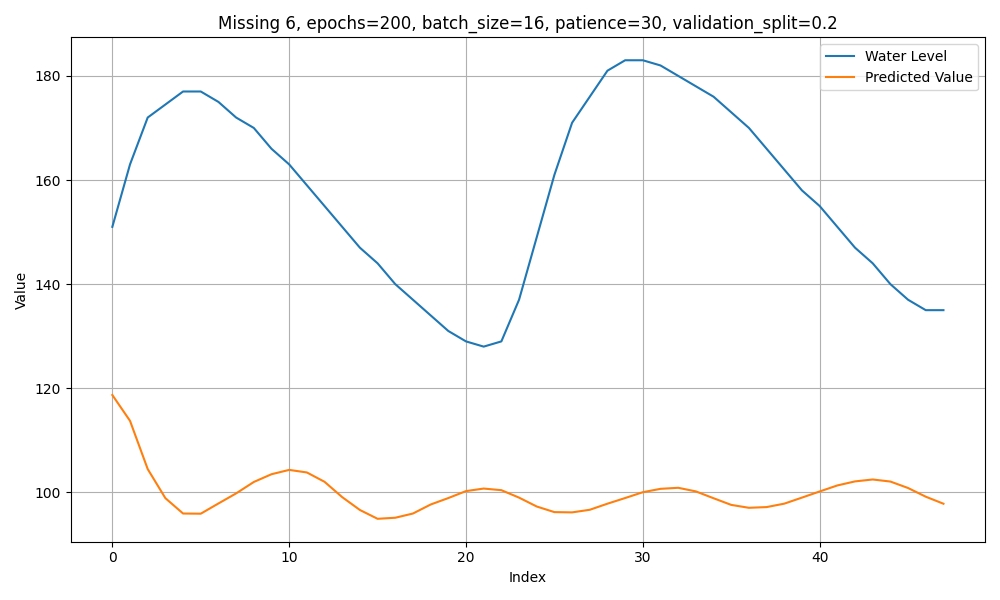 Missing 6, epochs=200, batch_size=16, patience=30, validation_split=0.2
Water Level
Predicted Value
Value
180
160
140
120
100
0
10
20
30
40
Index